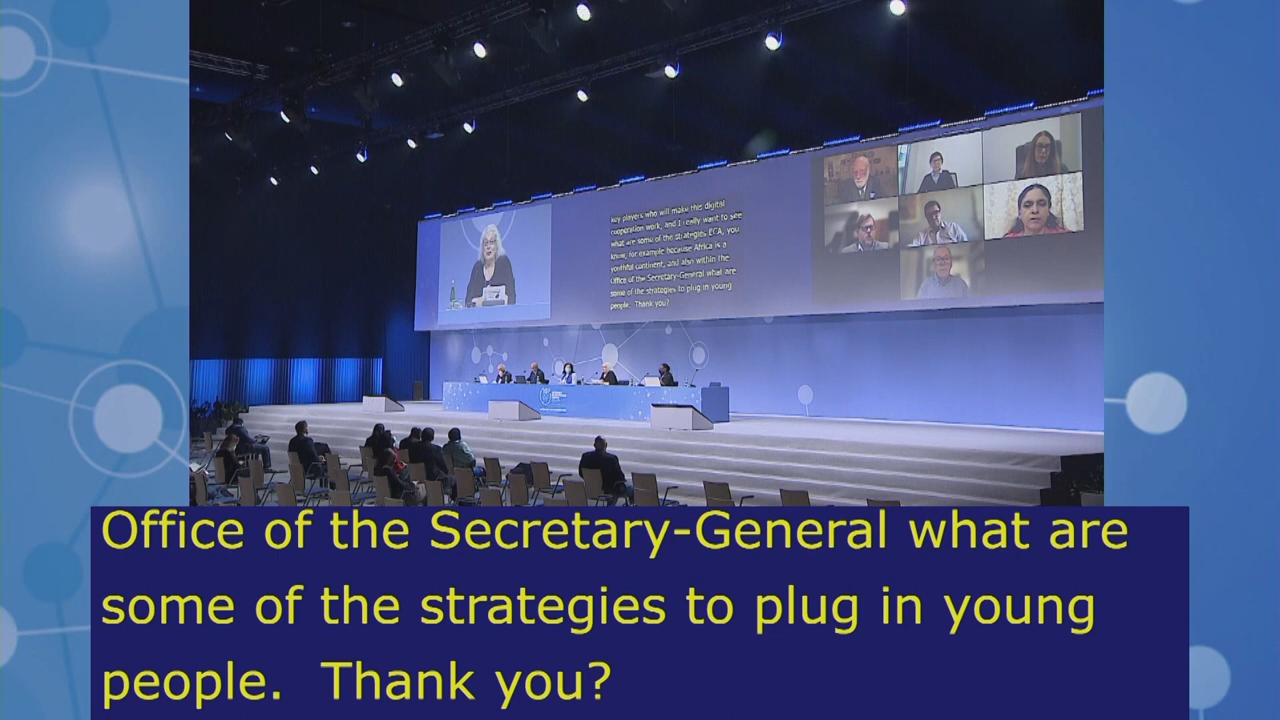 key players who will make this digital
cooperation work, and I really want to see
what are some of the strategies ECA, you
know, for example because Africa is a
youthful continent, and also within the
Office of the Secretary-General what are
some of the strategies to plug in young
people.  Thank you?
Office of the Secretary-General what are
some of the strategies to plug in young
people.  Thank you?